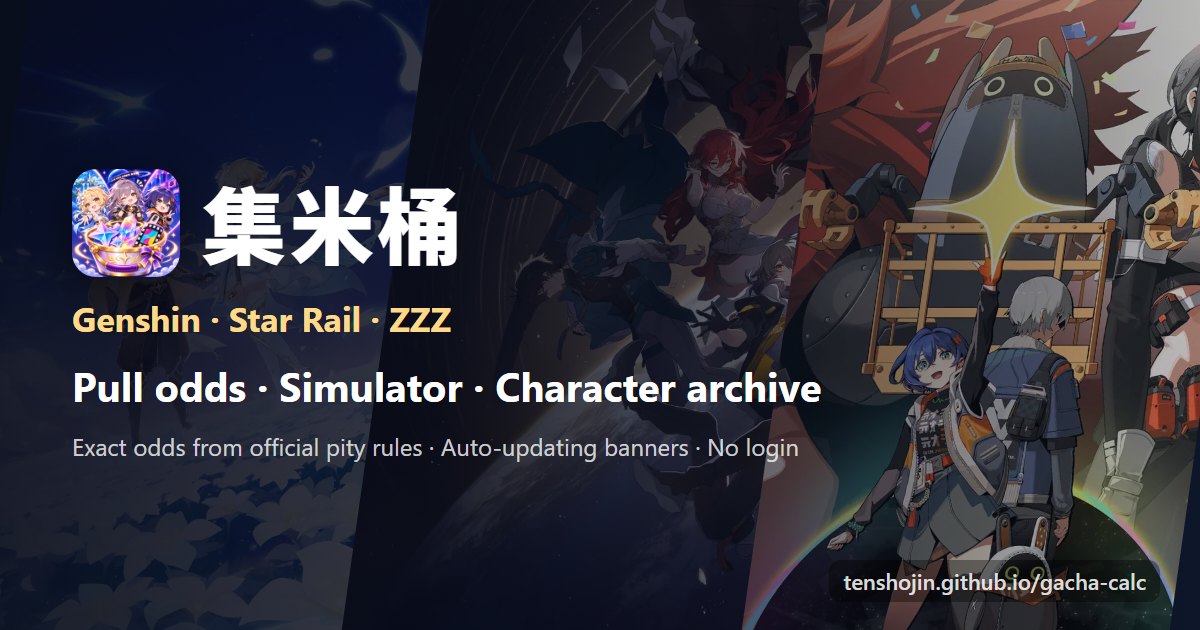 集米桶
Genshin · Star Rail · ZZZ
Pull odds · Simulator · Character archive
Exact odds from official pity rules · Auto-updating banners · No login
tenshojin.github.io/gacha-calc